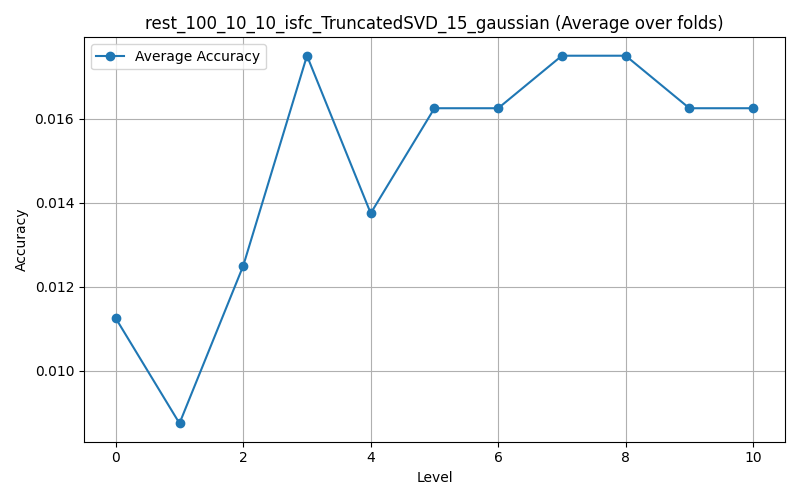 rest_100_10_10_isfc_TruncatedSVD_15_gaussian (Average over folds)
Average Accuracy
0.016
0.014
0.012
0.010
Accuracy
0 2 4 6 8 10
Level